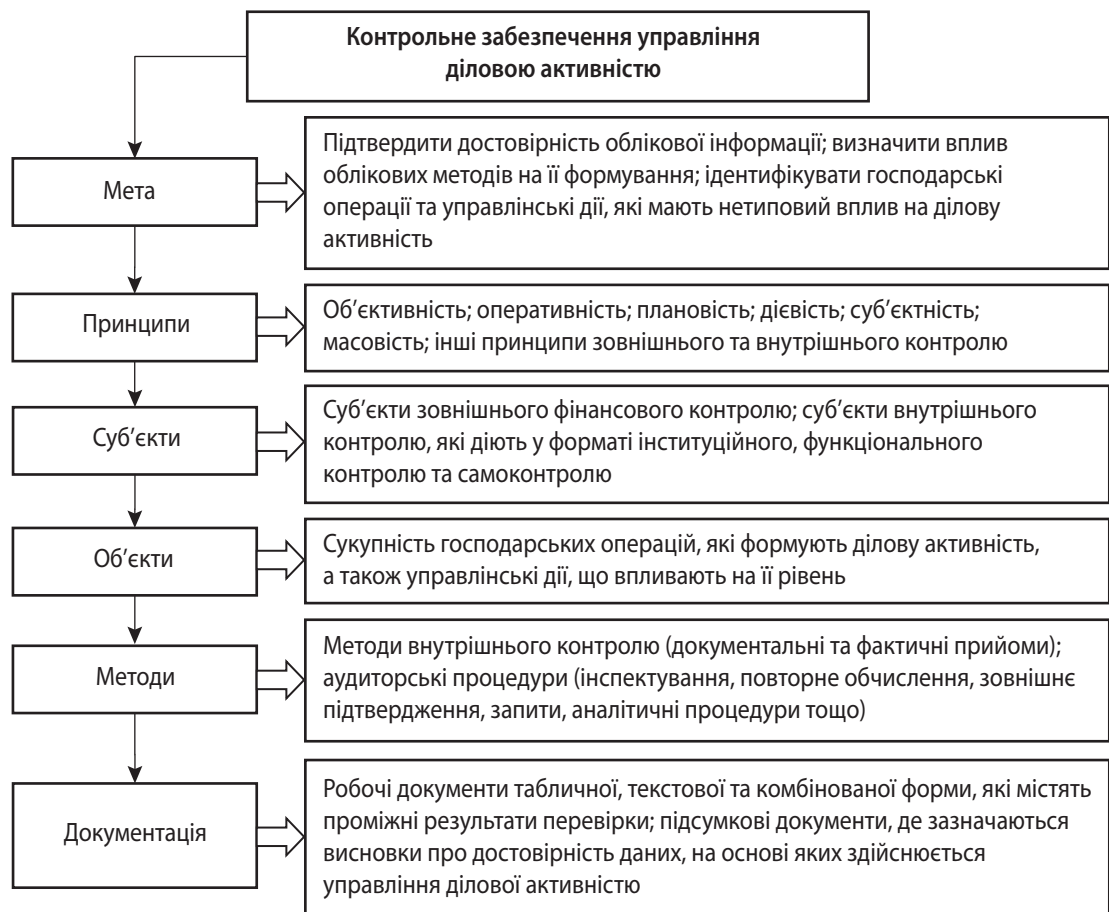 Контрольне забезпечення управління
діловою активністю
Мета
Підтвердити достовірність облікової інформації; визначити вплив
облікових методів на її формування; ідентифікувати господарські
операції та управлінські дії, які мають нетиповий вплив на ділову
активність
Принципи
Об’єктивність; оперативність; плановість; дієвість; суб’єктність;
масовість; інші принципи зовнішнього та внутрішнього контролю
Суб’єкти
Суб’єкти зовнішнього фінансового контролю; суб’єкти внутрішнього
контролю, які діють у форматі інституційного, функціонального
контролю та самоконтролю
Об’єкти
Сукупність господарських операцій, які формують ділову активність,
а також управлінські дії, що впливають на її рівень
Методи
Методи внутрішнього контролю (документальні та фактичні прийоми);
аудиторські процедури (інспектування, повторне обчислення, зовнішнє
підтвердження, запити, аналітичні процедури тощо)
Документація
Робочі документи табличної, текстової та комбінованої форми, які містять
проміжні результати перевірки; підсумкові документи, де зазначаються
висновки про достовірність даних, на основі яких здійснюється
управління ділової активністю